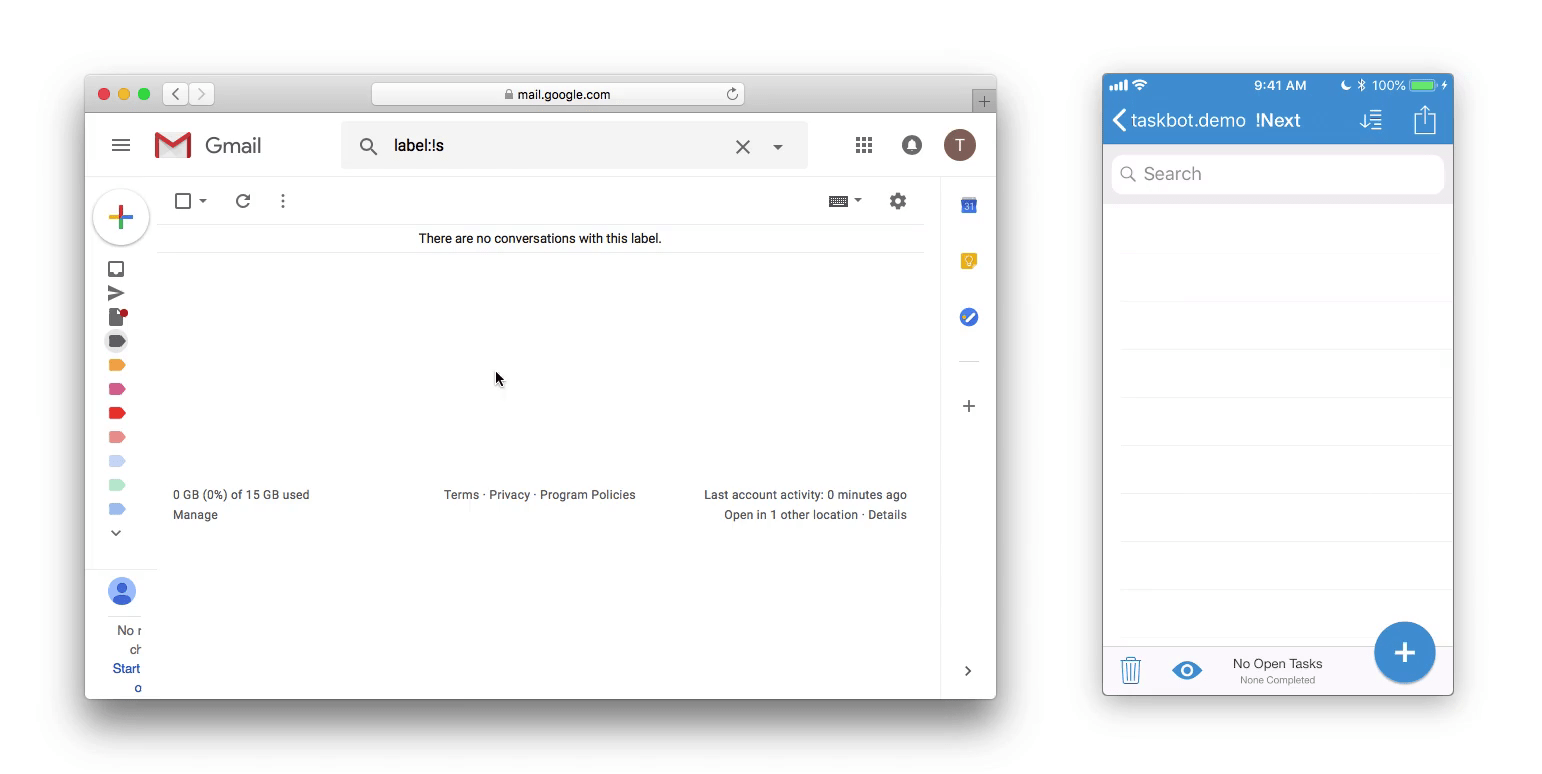 mail.google.com
Gmail
label:!s
T
There are no conversations with this label.
31
0 GB (0%) of 15 GB used
Manage
Terms · Privacy · Program Policies
Last account activity: 0 minutes ago
Open in 1 other location · Details
No r
ch
Start
o
9:41 AM
100%
taskbot.demo !Next
Search
No Open Tasks
None Completed